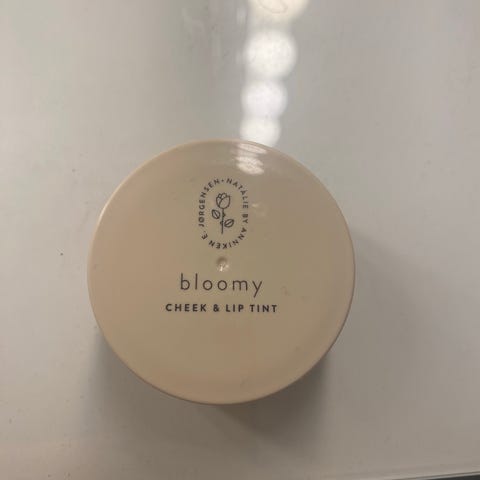 NATALIE BY ANNIKEN E. JØRGENSEN •
bloomy
CHEEK & LIP TINT